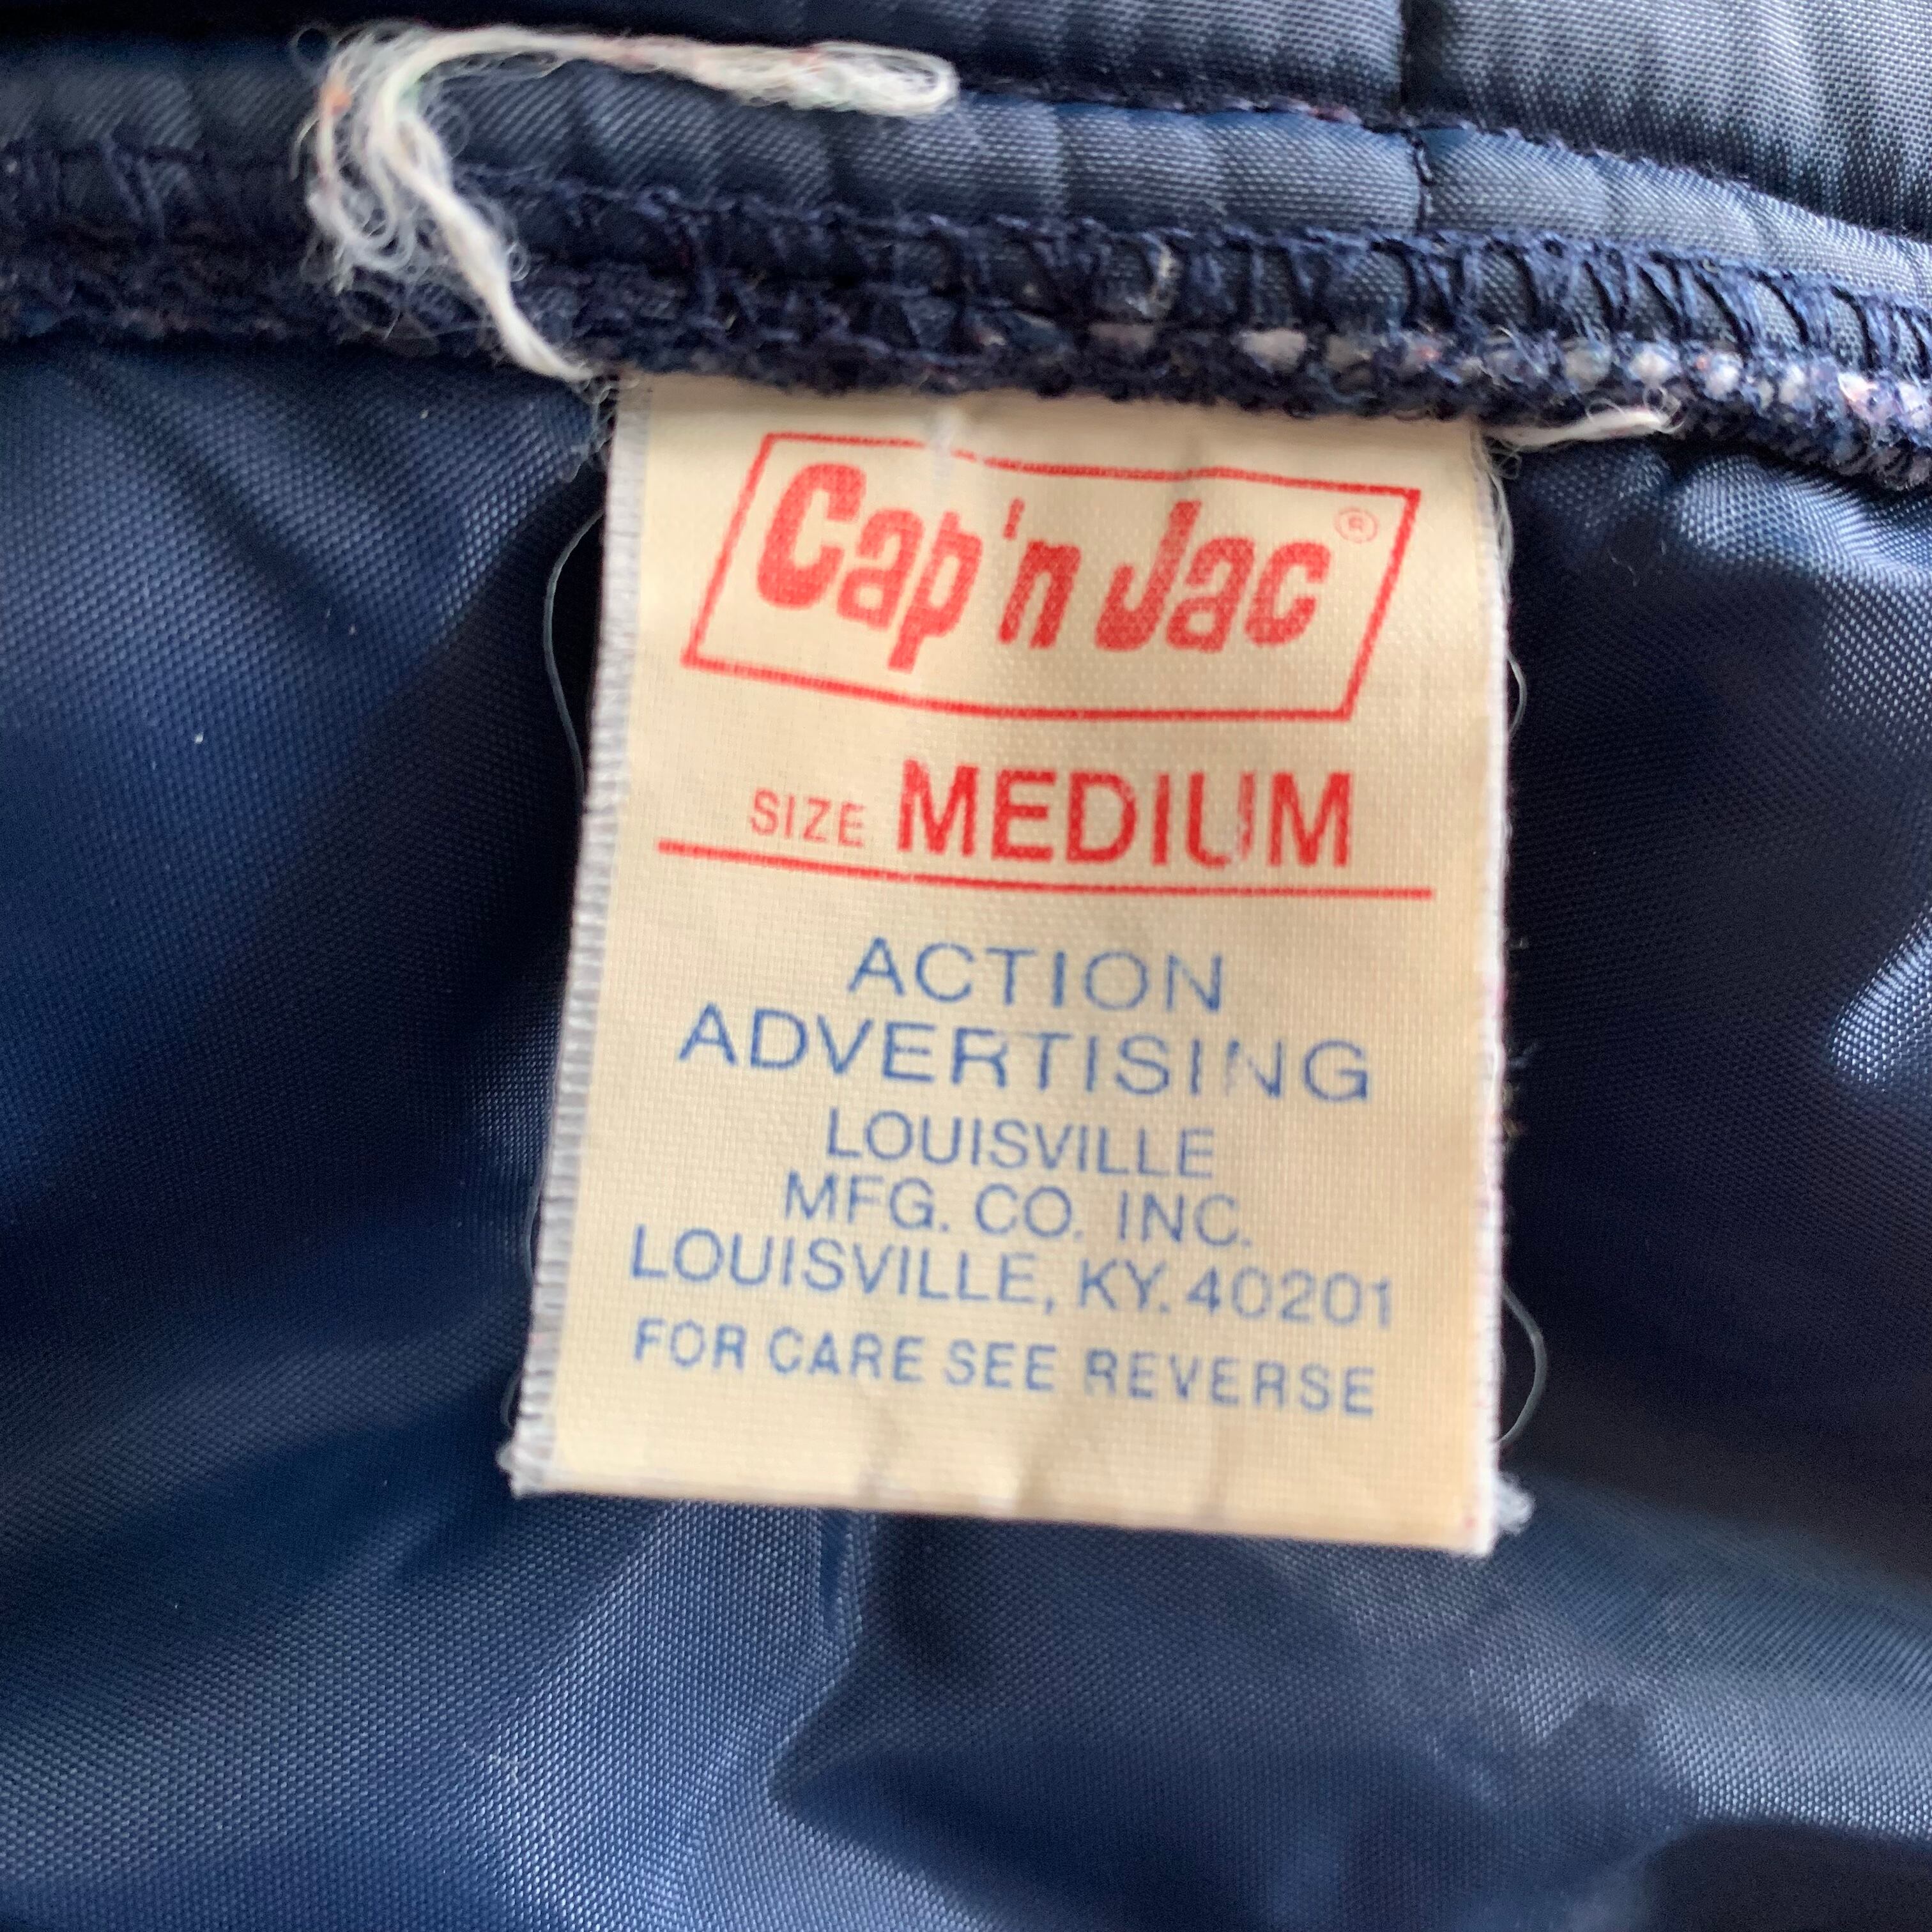 Cap'n Jac ®
SIZE MEDIUM
ACTION
ADVERTISING
LOUISVILLE
MFG. CO. INC.
LOUISVILLE, KY. 40201
FOR CARE SEE REVERSE